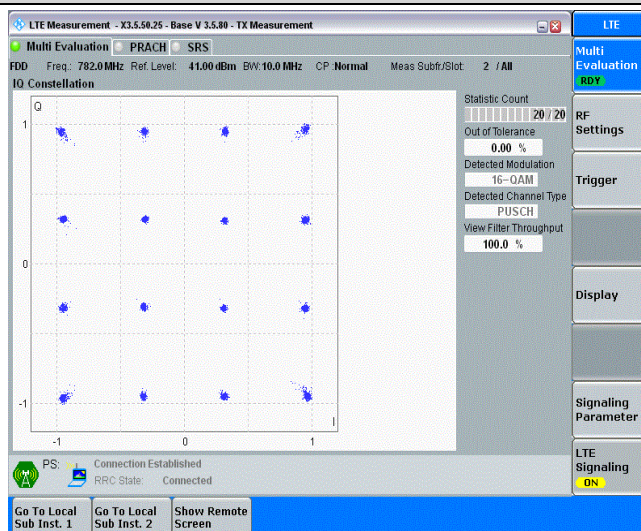 LTE Measurement - X3.5.50.25 - Base V 3.5.80 - TX Measurement
LTE
Multi Evaluation PRACH SRS
Multi
Evaluation
RDY
FDD Freq.: 782.0 MHz Ref. Level: 41.00 dBm BW: 10.0 MHz CP :Normal Meas Subfr./Slot: 2 / All
IQ Constellation
Q
1
0
-1
-1 0 1
I
Statistic Count
20 / 20
Out of Tolerance
0.00 %
Detected Modulation
16-QAM
Detected Channel Type
PUSCH
View Filter Throughput
100.0 %
RF
Settings
Trigger
Display
Signaling
Parameter
LTE
Signaling
ON
PS: Connection Established
RRC State: Connected
Go To Local
Sub Inst. 1
Go To Local
Sub Inst. 2
Show Remote
Screen